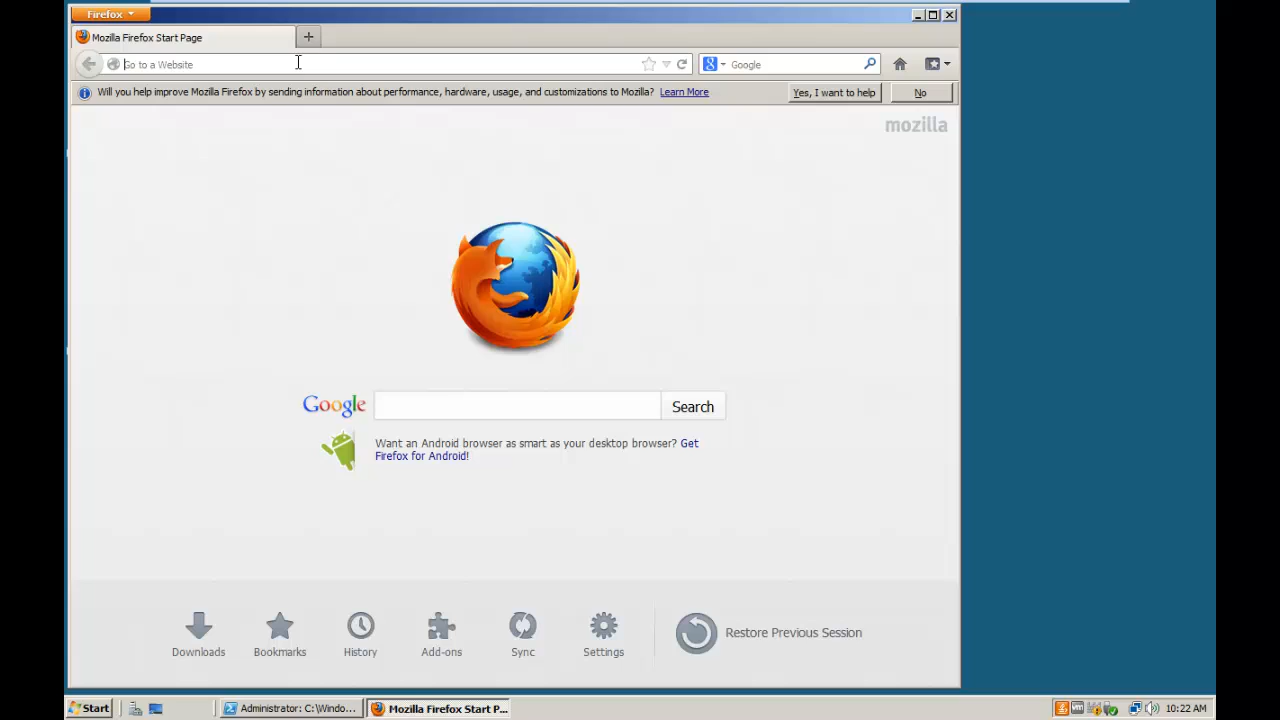 Firefox
Mozilla Firefox Start Page
Go to a Website
Google
Will you help improve Mozilla Firefox by sending information about performance, hardware, usage, and customizations to Mozilla? Learn More
Yes, I want to help
No
mozilla
Google
Search
Want an Android browser as smart as your desktop browser? Get
Firefox for Android!
Downloads
Bookmarks
History
Add-ons
Sync
Settings
Restore Previous Session
Start
Administrator: C:\Windo...
Mozilla Firefox Start P...
10:22 AM